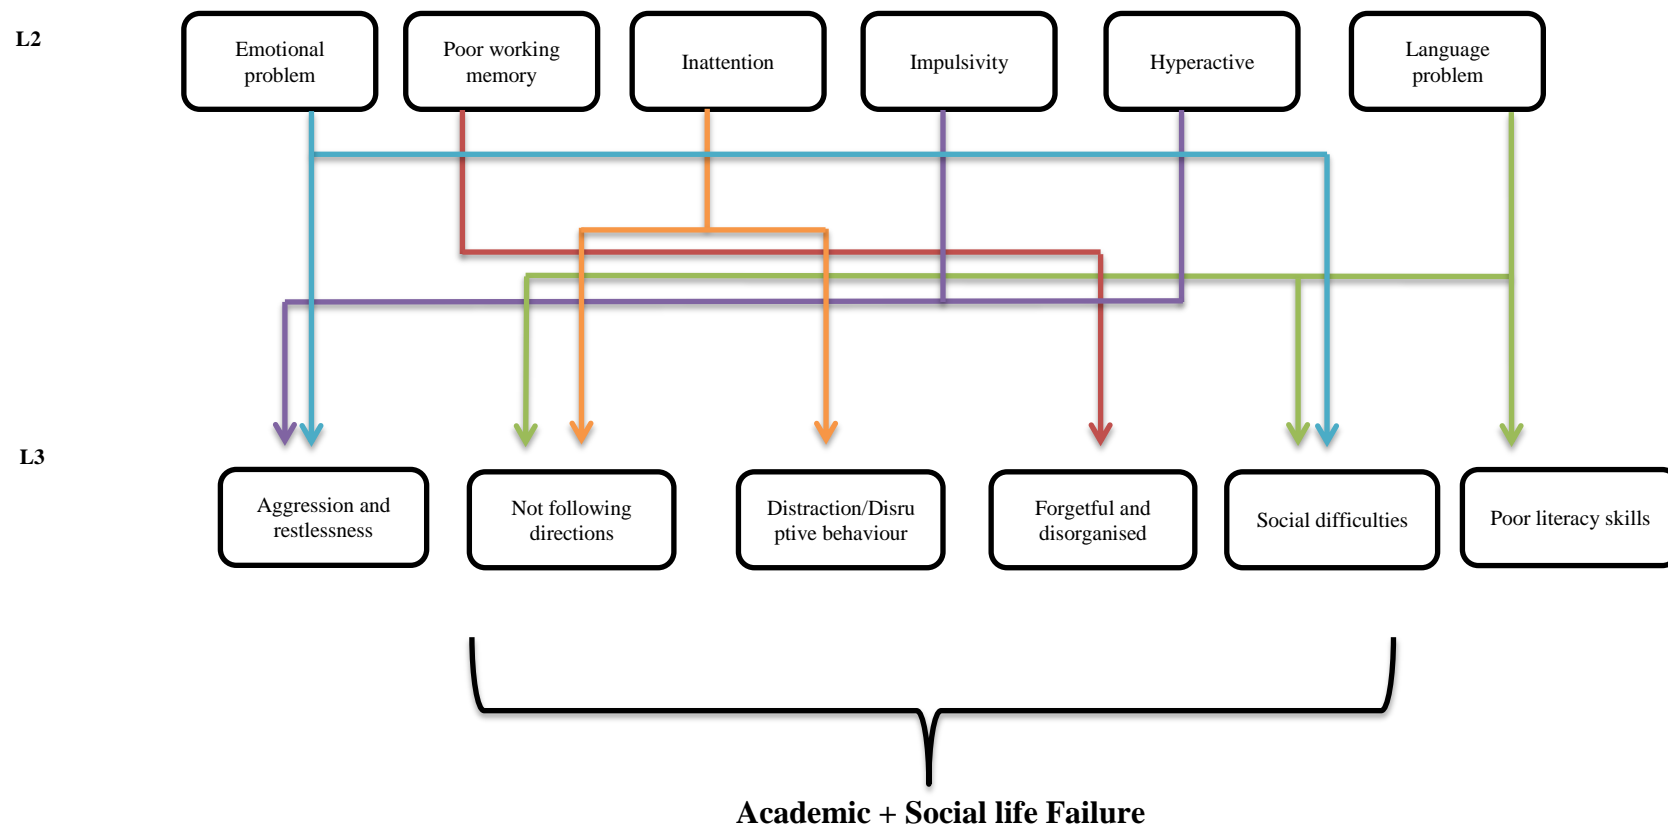 L2
Emotional
problem
Poor working
memory
Inattention
Impulsivity
Hyperactive
Language
problem
L3
Aggression and
restlessness
Not following
directions
Distraction/Disru
ptive behaviour
Forgetful and
disorganised
Social difficulties
Poor literacy skills
Academic + Social life Failure